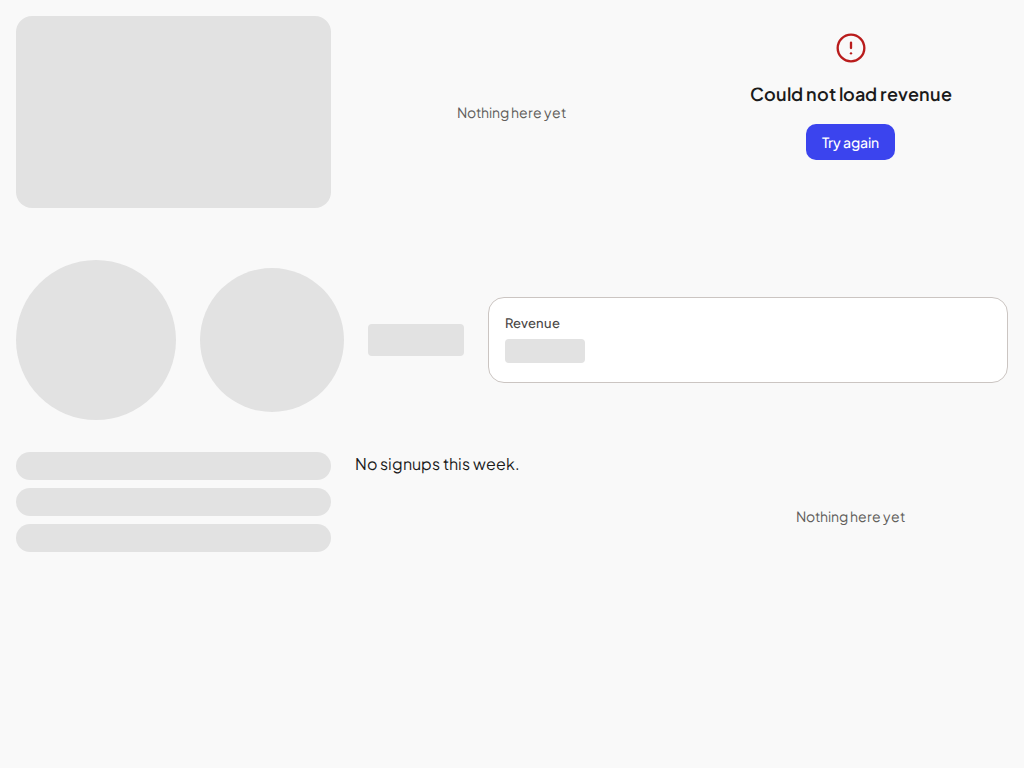 Nothing here yet
Could not load revenue
Try again
Revenue
No signups this week.
Nothing here yet